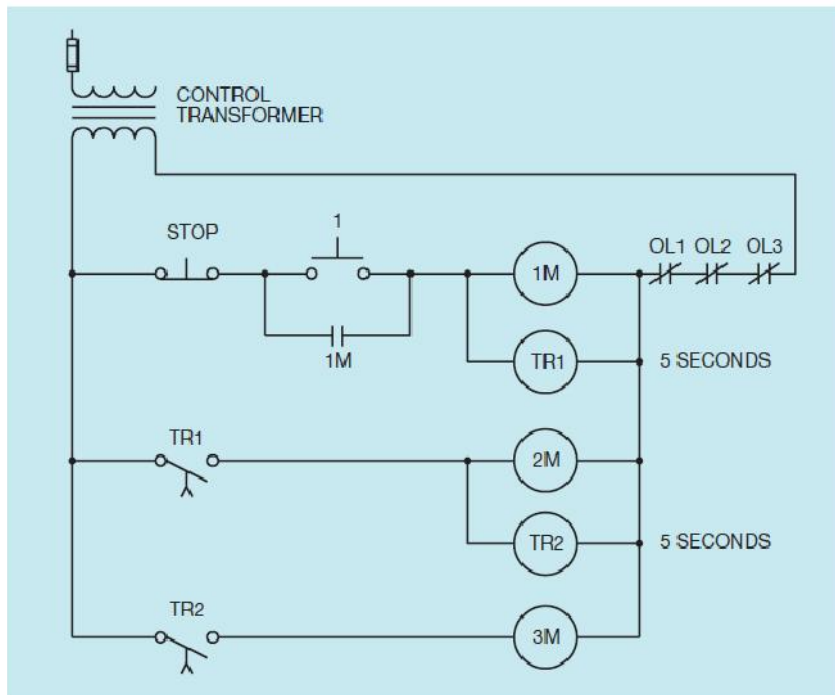 CONTROL
TRANSFORMER
STOP
1
1M
OL1 OL2 OL3
1M
TR1
5 SECONDS
TR1
2M
TR2
5 SECONDS
TR2
3M